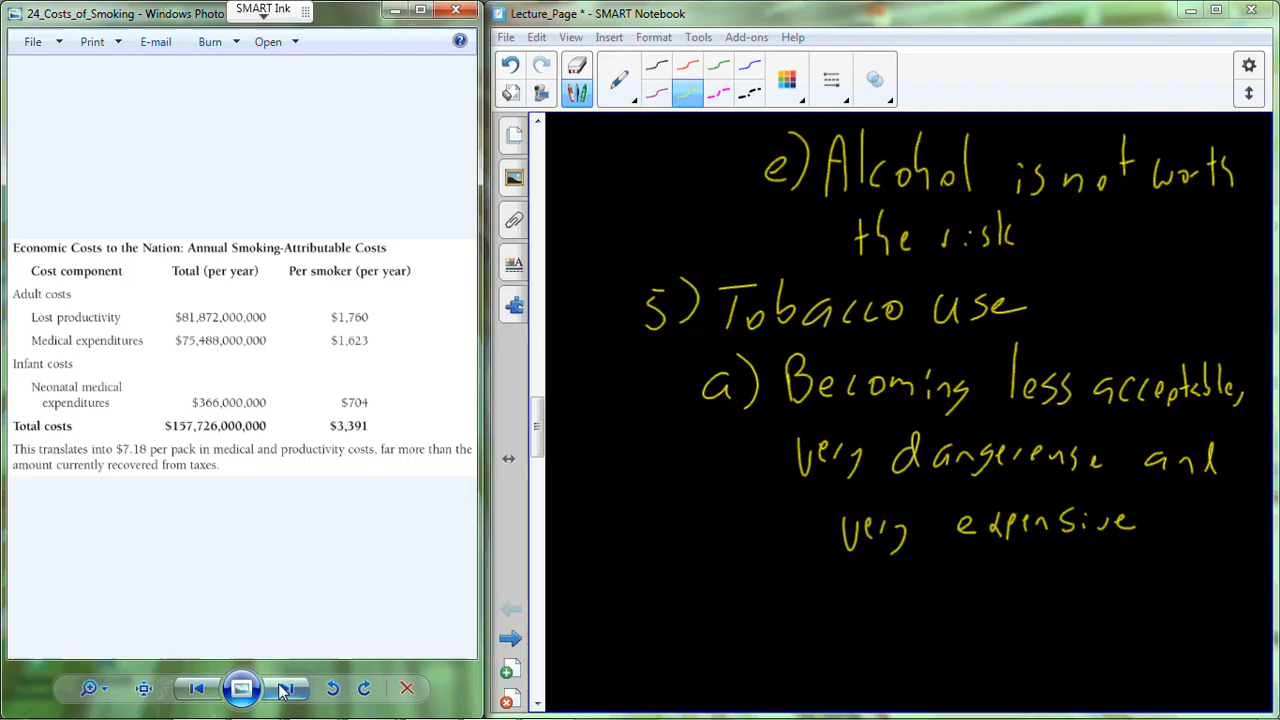 24_Costs_of_Smoking - Windows Photo
SMART Ink
File Print E-mail Burn Open
Economic Costs to the Nation: Annual Smoking-Attributable Costs
Cost component Total (per year) Per smoker (per year)
Adult costs
Lost productivity $81,872,000,000 $1,760
Medical expenditures $75,488,000,000 $1,623
Infant costs
Neonatal medical
expenditures $366,000,000 $704
Total costs $157,726,000,000 $3,391
This translates into $7.18 per pack in medical and productivity costs, far more than the
amount currently recovered from taxes.
Lecture_Page * - SMART Notebook
File Edit View Insert Format Tools Add-ons Help
e) Alcohol is not worth
the risk
5) Tobacco use
a) Becoming less acceptable,
very dangerense and
very expensive